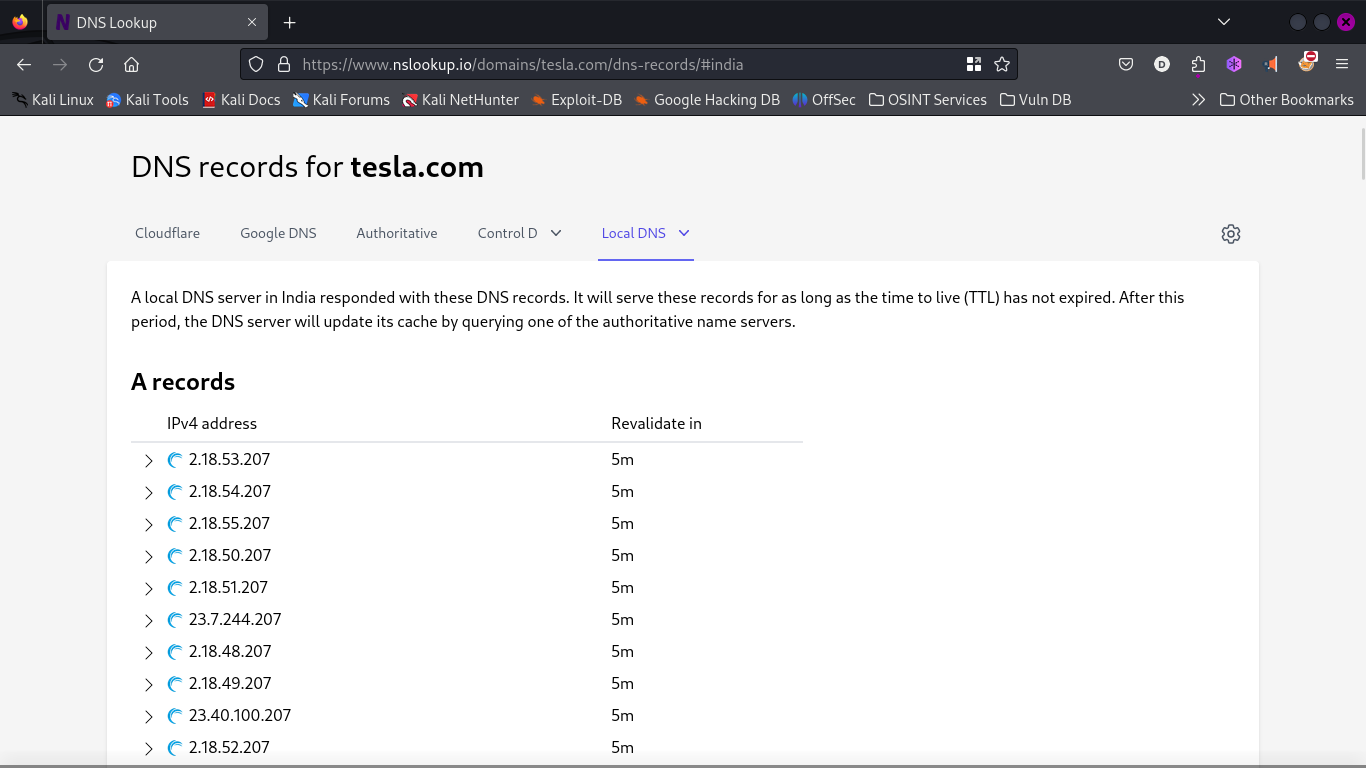 DNS Lookup
https://www.nslookup.io/domains/tesla.com/dns-records/#india
Kali Linux Kali Tools Kali Docs Kali Forums Kali NetHunter Exploit-DB Google Hacking DB OffSec OSINT Services Vuln DB Other Bookmarks
DNS records for tesla.com
Cloudflare Google DNS Authoritative Control D Local DNS
A local DNS server in India responded with these DNS records. It will serve these records for as long as the time to live (TTL) has not expired. After this
period, the DNS server will update its cache by querying one of the authoritative name servers.
A records
IPv4 address Revalidate in
2.18.53.207 5m
2.18.54.207 5m
2.18.55.207 5m
2.18.50.207 5m
2.18.51.207 5m
23.7.244.207 5m
2.18.48.207 5m
2.18.49.207 5m
23.40.100.207 5m
2.18.52.207 5m